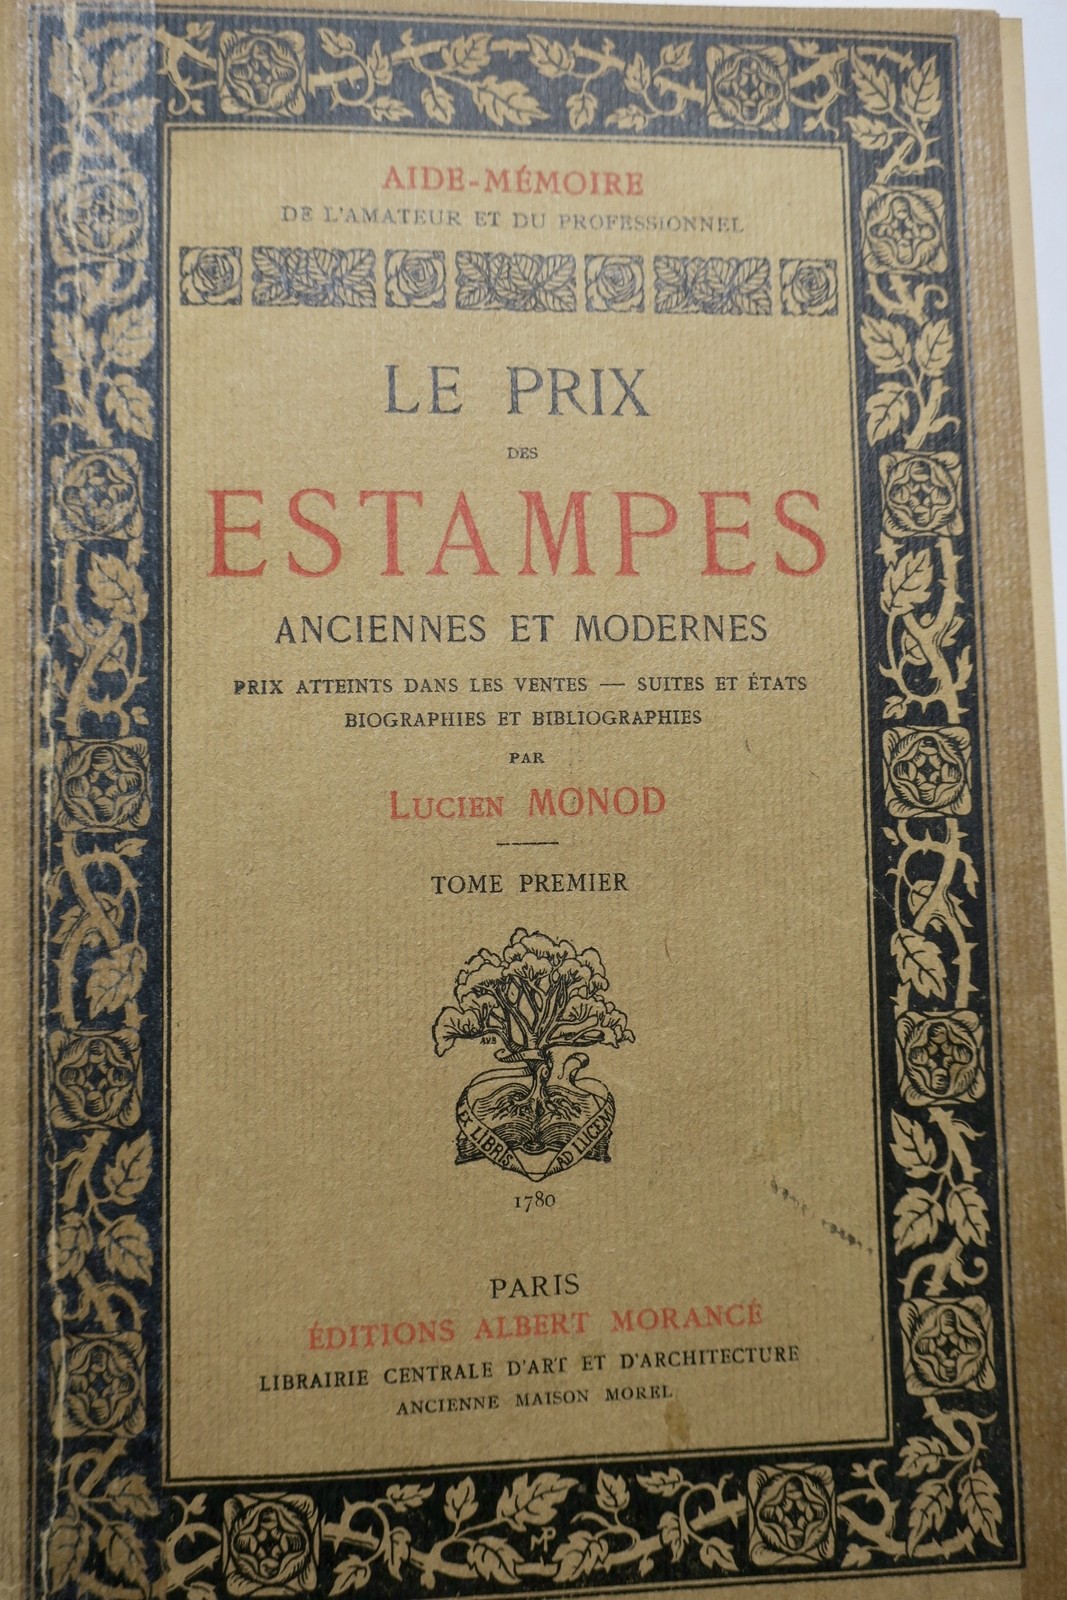 AIDE-MÉMOIRE
DE L'AMATEUR ET DU PROFESSIONNEL
LE PRIX
DES
ESTAMPES
ANCIENNES ET MODERNES
PRIX ATTEINTS DANS LES VENTES — SUITES ET ÉTATS
BIOGRAPHIES ET BIBLIOGRAPHIES
PAR
LUCIEN MONOD
TOME PREMIER
EX LIBRIS AD LUCEM
1780
PARIS
ÉDITIONS ALBERT MORANCÉ
LIBRAIRIE CENTRALE D'ART ET D'ARCHITECTURE
ANCIENNE MAISON MOREL